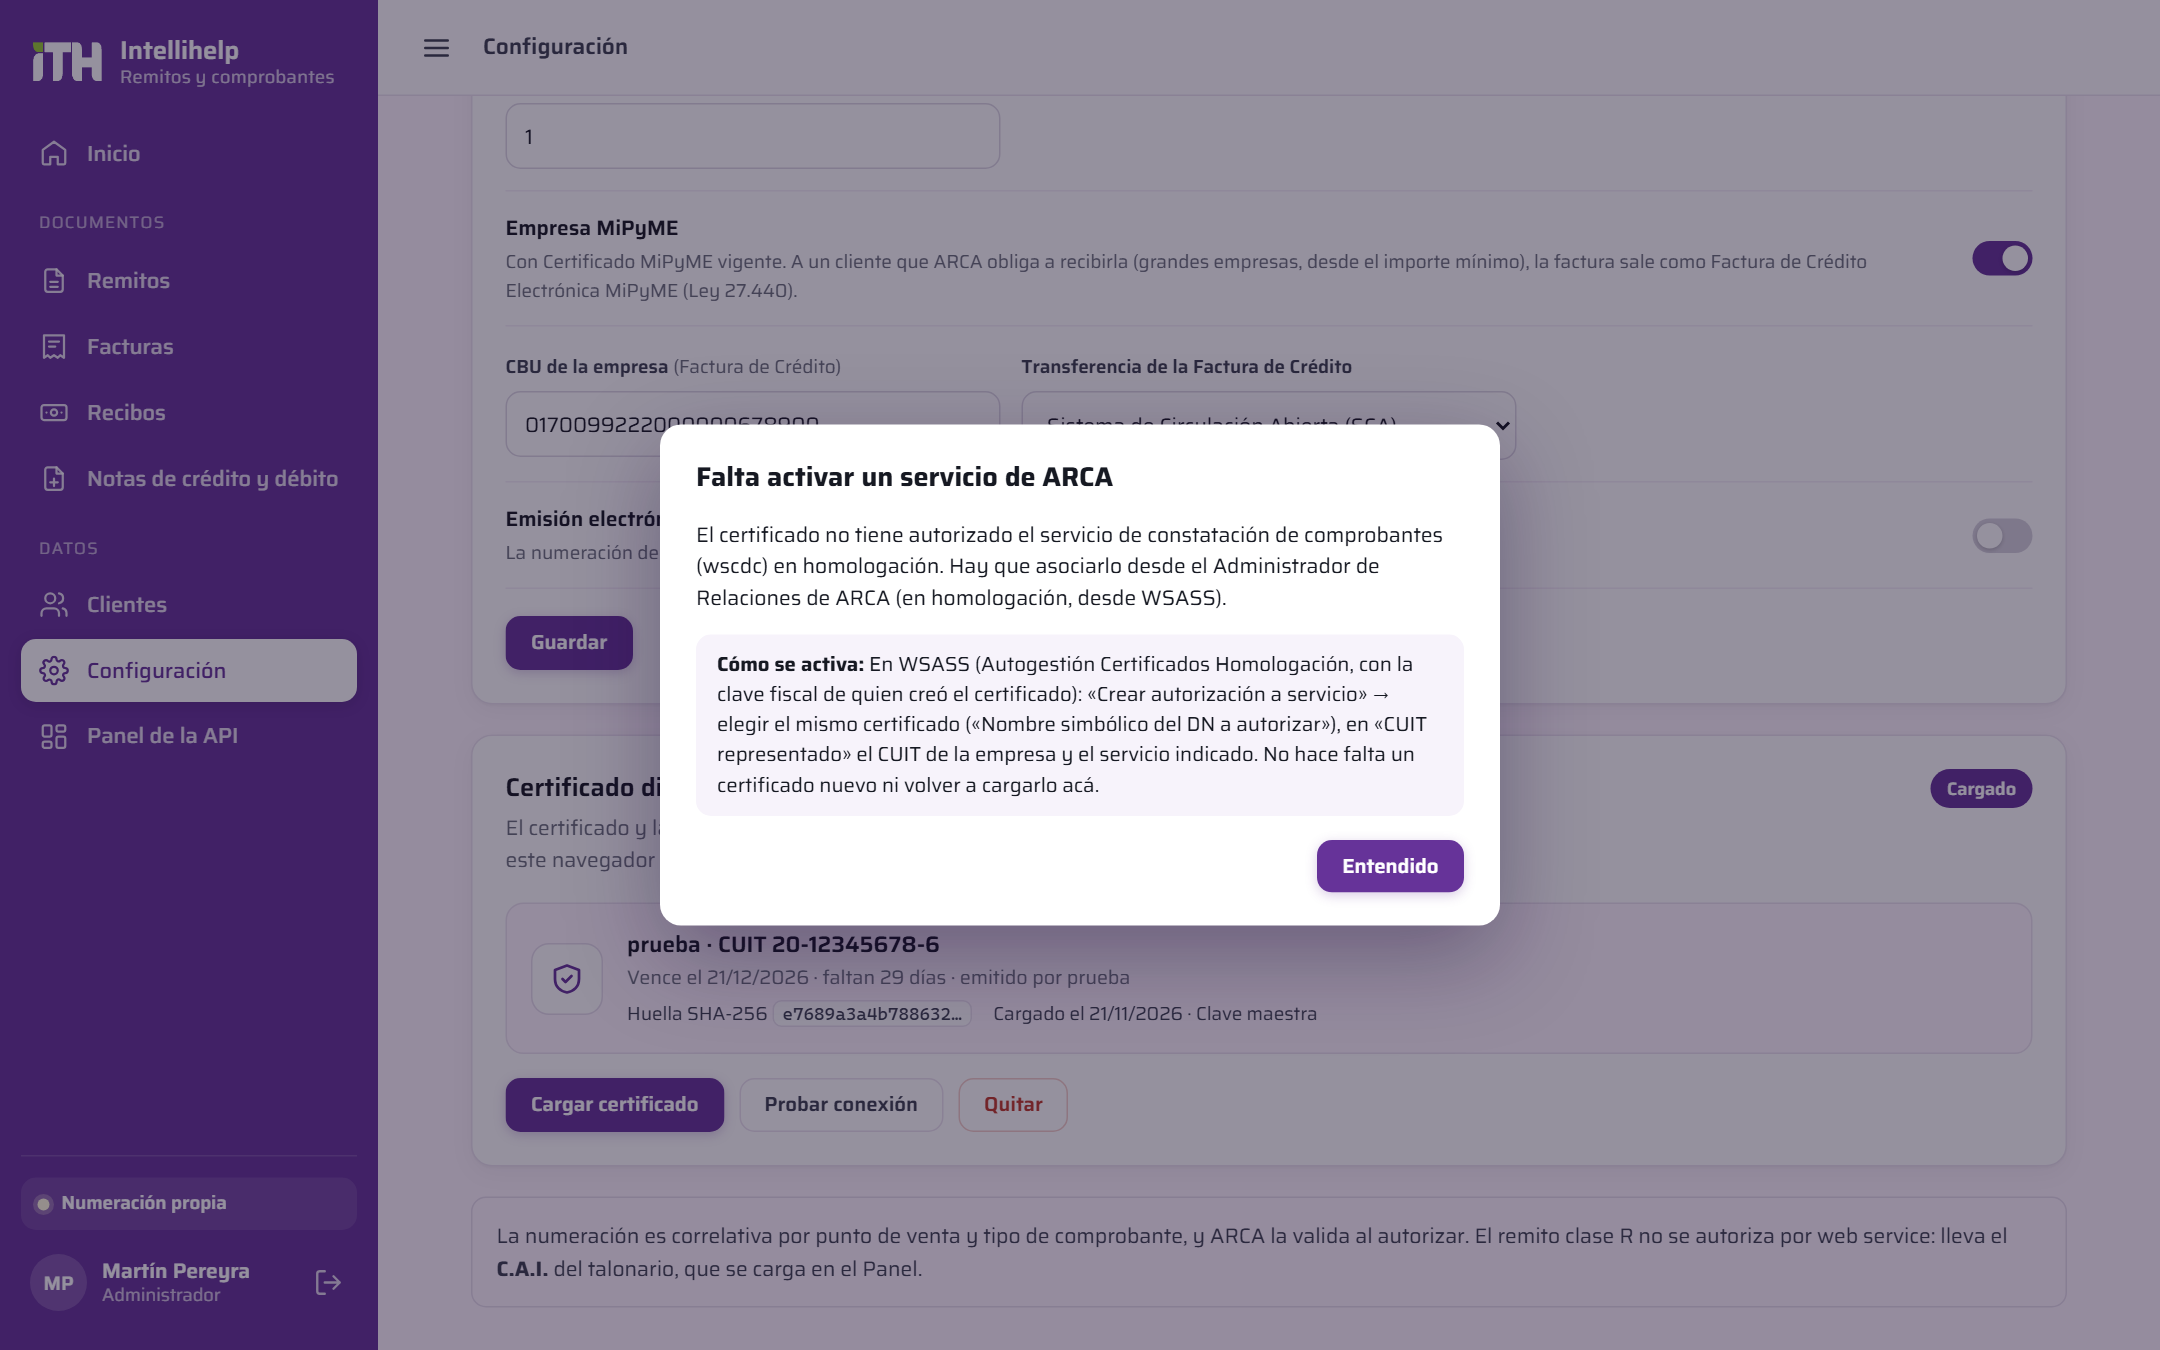 iTH
Intellihelp
Remitos y comprobantes
Inicio
DOCUMENTOS
Remitos
Facturas
Recibos
Notas de crédito y débito
DATOS
Clientes
Configuración
Panel de la API
Numeración propia
MP
Martín Pereyra
Administrador
Configuración
1
Empresa MiPyME
Con Certificado MiPyME vigente. A un cliente que ARCA obliga a recibirla (grandes empresas, desde el importe mínimo), la factura sale como Factura de Crédito
Electrónica MiPyME (Ley 27.440).
CBU de la empresa (Factura de Crédito)
Transferencia de la Factura de Crédito
Sistema de Circulación Abierta (SCA)
Falta activar un servicio de ARCA
El certificado no tiene autorizado el servicio de constatación de comprobantes
(wscdc) en homologación. Hay que asociarlo desde el Administrador de
Relaciones de ARCA (en homologación, desde WSASS).
Cómo se activa: En WSASS (Autogestión Certificados Homologación, con la
clave fiscal de quien creó el certificado): «Crear autorización a servicio» →
elegir el mismo certificado («Nombre simbólico del DN a autorizar»), en «CUIT
representado» el CUIT de la empresa y el servicio indicado. No hace falta un
certificado nuevo ni volver a cargarlo acá.
Entendido
Emisión
La numeración de
Guardar
Certificado
Cargado
El certificado y
este navegador
prueba · CUIT 20-12345678-6
Vence el 21/12/2026 · faltan 29 días · emitido por prueba
Huella SHA-256 e7689a3a4b788632… Cargado el 21/11/2026 · Clave maestra
Cargar certificado
Probar conexión
Quitar
La numeración es correlativa por punto de venta y tipo de comprobante, y ARCA la valida al autorizar. El remito clase R no se autoriza por web service: lleva el
C.A.I. del talonario, que se carga en el Panel.